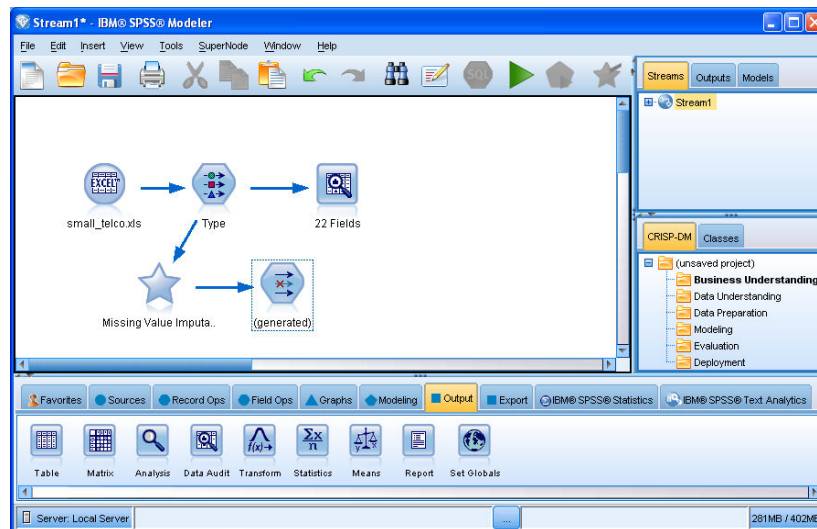 Stream1* - IBM® SPSS® Modeler
File Edit Insert View Tools SuperNode Window Help
SQL
Streams Outputs Models
Stream1
EXCEL
small_telco.xls
Type
22 Fields
Missing Value Imputa..
(generated)
CRISP-DM Classes
(unsaved project)
Business Understanding
Data Understanding
Data Preparation
Modeling
Evaluation
Deployment
Favorites Sources Record Ops Field Ops Graphs Modeling Output Export IBM® SPSS® Statistics IBM® SPSS® Text Analytics
f(x)→ Σx n x y
Table Matrix Analysis Data Audit Transform Statistics Means Report Set Globals
Server: Local Server
...
281MB / 402MB